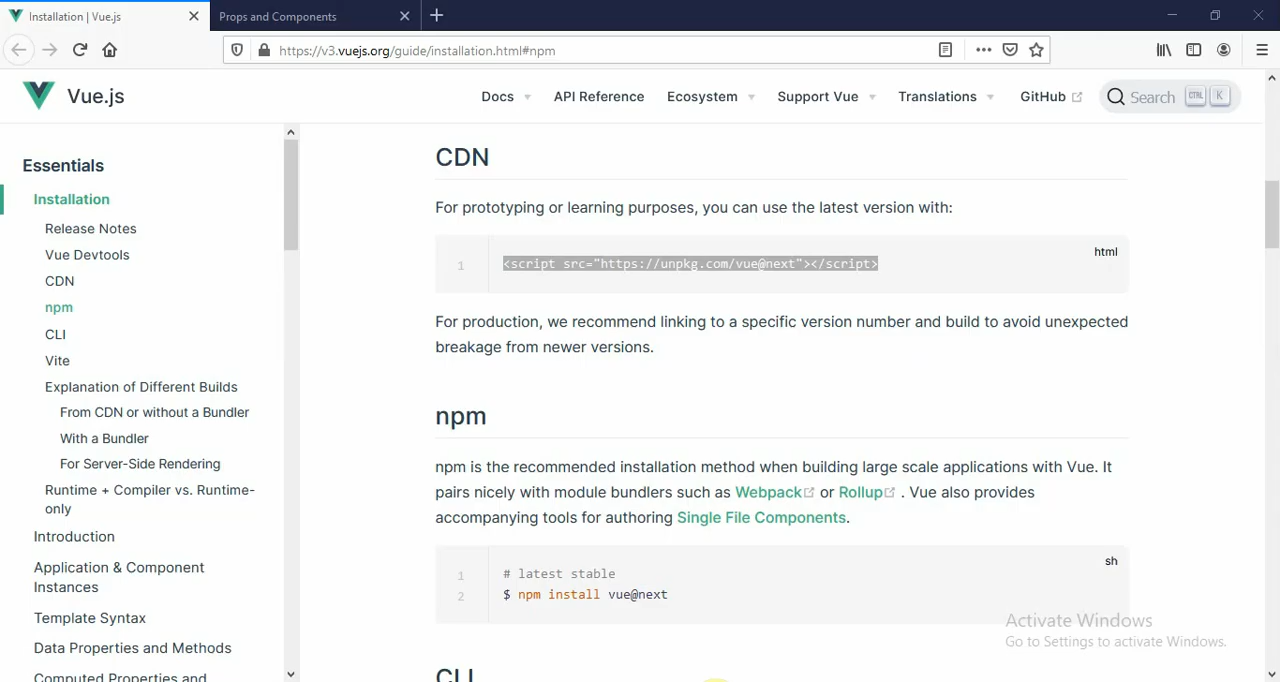 Installation | Vue.js
Props and Components
https://v3.vuejs.org/guide/installation.html#npm
Vue.js
Docs
API Reference
Ecosystem
Support Vue
Translations
GitHub
Search
CTRL
K
Essentials
Installation
Release Notes
Vue Devtools
CDN
npm
CLI
Vite
Explanation of Different Builds
From CDN or without a Bundler
With a Bundler
For Server-Side Rendering
Runtime + Compiler vs. Runtime-
only
Introduction
Application & Component
Instances
Template Syntax
Data Properties and Methods
Computed Properties and
CDN
For prototyping or learning purposes, you can use the latest version with:
html
1 <script src="https://unpkg.com/vue@next"></script>
For production, we recommend linking to a specific version number and build to avoid unexpected
breakage from newer versions.
npm
npm is the recommended installation method when building large scale applications with Vue. It
pairs nicely with module bundlers such as Webpack or Rollup . Vue also provides
accompanying tools for authoring Single File Components.
sh
1 # latest stable
2 $ npm install vue@next
CLI
Activate Windows
Go to Settings to activate Windows.